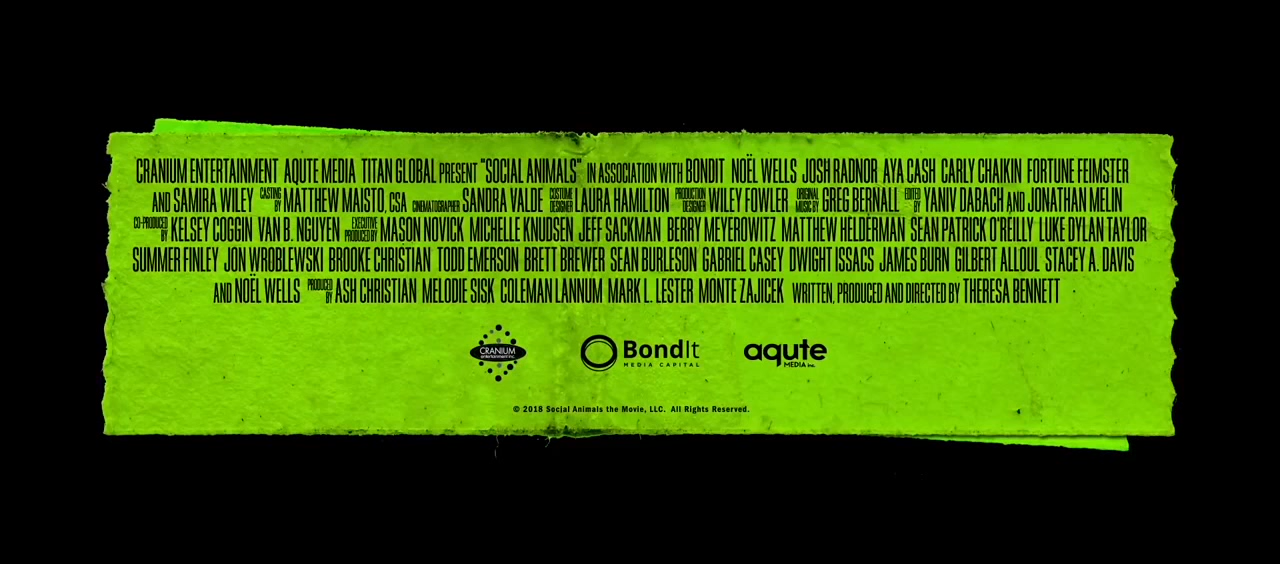 CRANIUM ENTERTAINMENT AQUTE MEDIA TITAN GLOBAL PRESENT "SOCIAL ANIMALS" IN ASSOCIATION WITH BONDIT NOËL WELLS JOSH RADNOR AYA CASH CARLY CHAIKIN FORTUNE FEIMSTER
AND SAMIRA WILEY CASTING BY MATTHEW MAISTO, CSA CINEMATOGRAPHER SANDRA VALDE COSTUME DESIGNER LAURA HAMILTON PRODUCTION DESIGNER WILEY FOWLER ORIGINAL MUSIC BY GREG BERNALL EDITED BY YANIV DABACH AND JONATHAN MELIN
CO-PRODUCED BY KELSEY COGGIN VAN B. NGUYEN EXECUTIVE PRODUCED BY MASON NOVICK MICHELLE KNUDSEN JEFF SACKMAN BERRY MEYEROWITZ MATTHEW HELDERMAN SEAN PATRICK O'REILLY LUKE DYLAN TAYLOR
SUMMER FINLEY JON WROBLEWSKI BROOKE CHRISTIAN TODD EMERSON BRETT BREWER SEAN BURLESON GABRIEL CASEY DWIGHT ISSACS JAMES BURN GILBERT ALLOUL STACEY A. DAVIS
AND NOËL WELLS PRODUCED BY ASH CHRISTIAN MELODIE SISK COLEMAN LANNUM MARK L. LESTER MONTE ZAJICEK WRITTEN, PRODUCED AND DIRECTED BY THERESA BENNETT
CRANIUM
entertainment inc.
BondIt
MEDIA CAPITAL
aqute
MEDIA inc.
© 2018 Social Animals the Movie, LLC. All Rights Reserved.